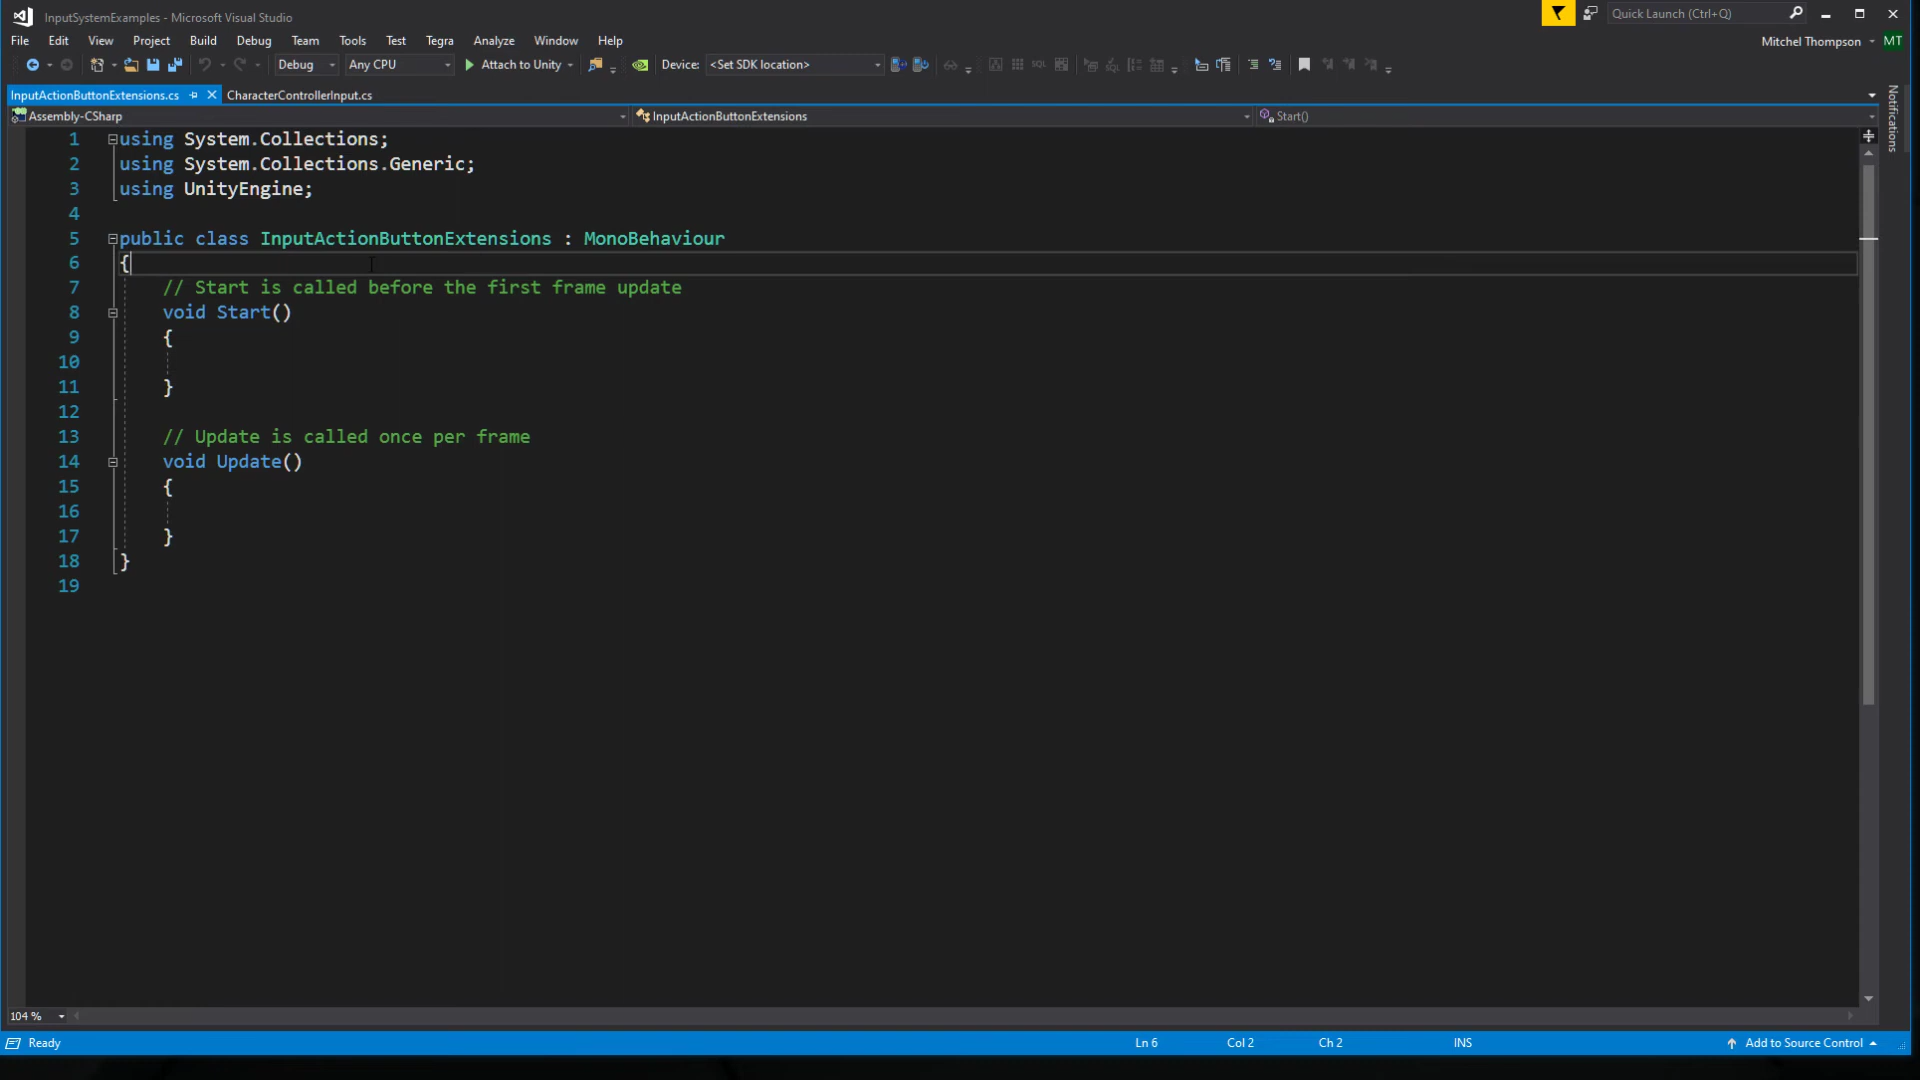 InputSystemExamples - Microsoft Visual Studio
Quick Launch (Ctrl+Q)
File Edit View Project Build Debug Team Tools Test Tegra Analyze Window Help
Mitchel Thompson MT
Debug Any CPU Attach to Unity Device: <Set SDK location>
InputActionButtonExtensions.cs CharacterControllerInput.cs
Notifications
Assembly-CSharp InputActionButtonExtensions Start()
1 using System.Collections;
2 using System.Collections.Generic;
3 using UnityEngine;
4
5 public class InputActionButtonExtensions : MonoBehaviour
6 {
7 // Start is called before the first frame update
8 void Start()
9 {
10
11 }
12
13 // Update is called once per frame
14 void Update()
15 {
16
17 }
18 }
19
104 %
Ready Ln 6 Col 2 Ch 2 INS Add to Source Control